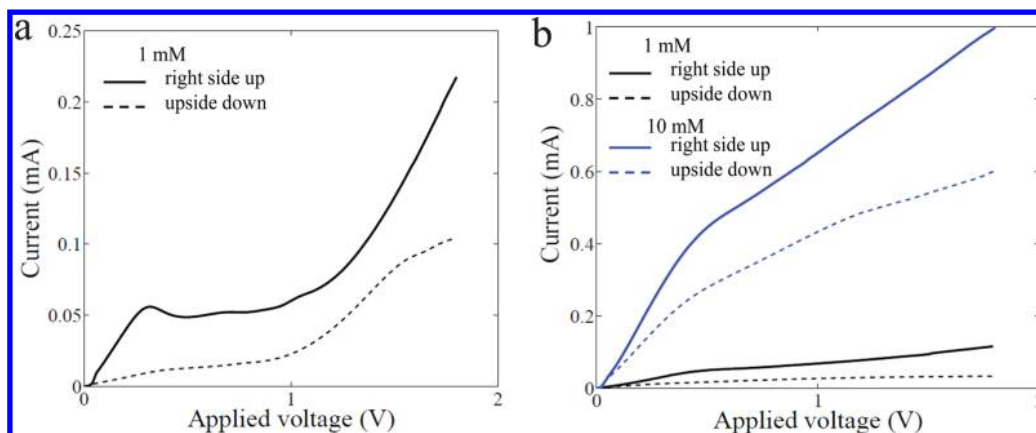 a
0.25
0.2
0.15
0.1
0.05
0
Current (mA)
1 mM
right side up
upside down
0
1
2
Applied voltage (V)
b
1
0.8
0.6
0.4
0.2
0
Current (mA)
1 mM
right side up
upside down
10 mM
right side up
upside down
0
1
Applied voltage (V)